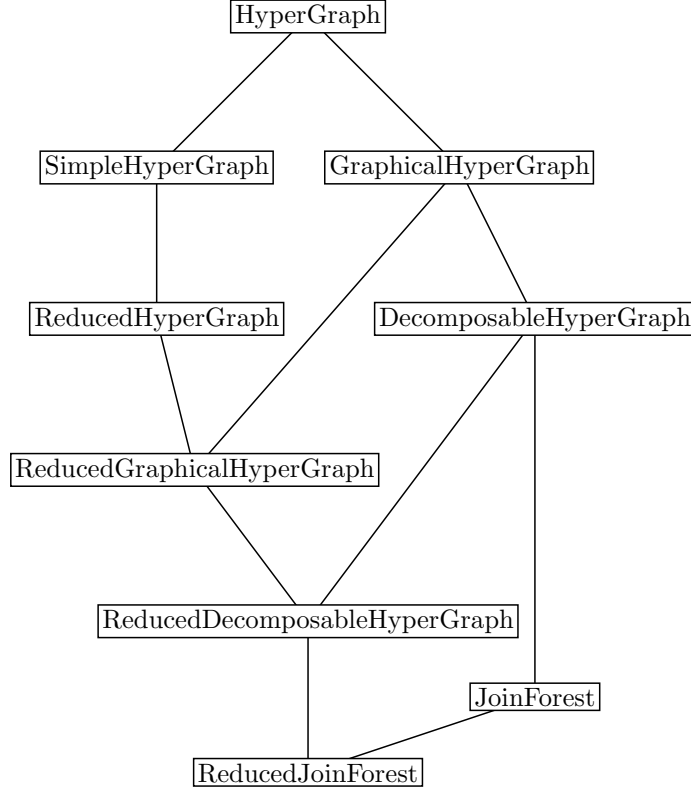 HyperGraph
SimpleHyperGraph
GraphicalHyperGraph
ReducedHyperGraph
DecomposableHyperGraph
ReducedGraphicalHyperGraph
ReducedDecomposableHyperGraph
JoinForest
ReducedJoinForest